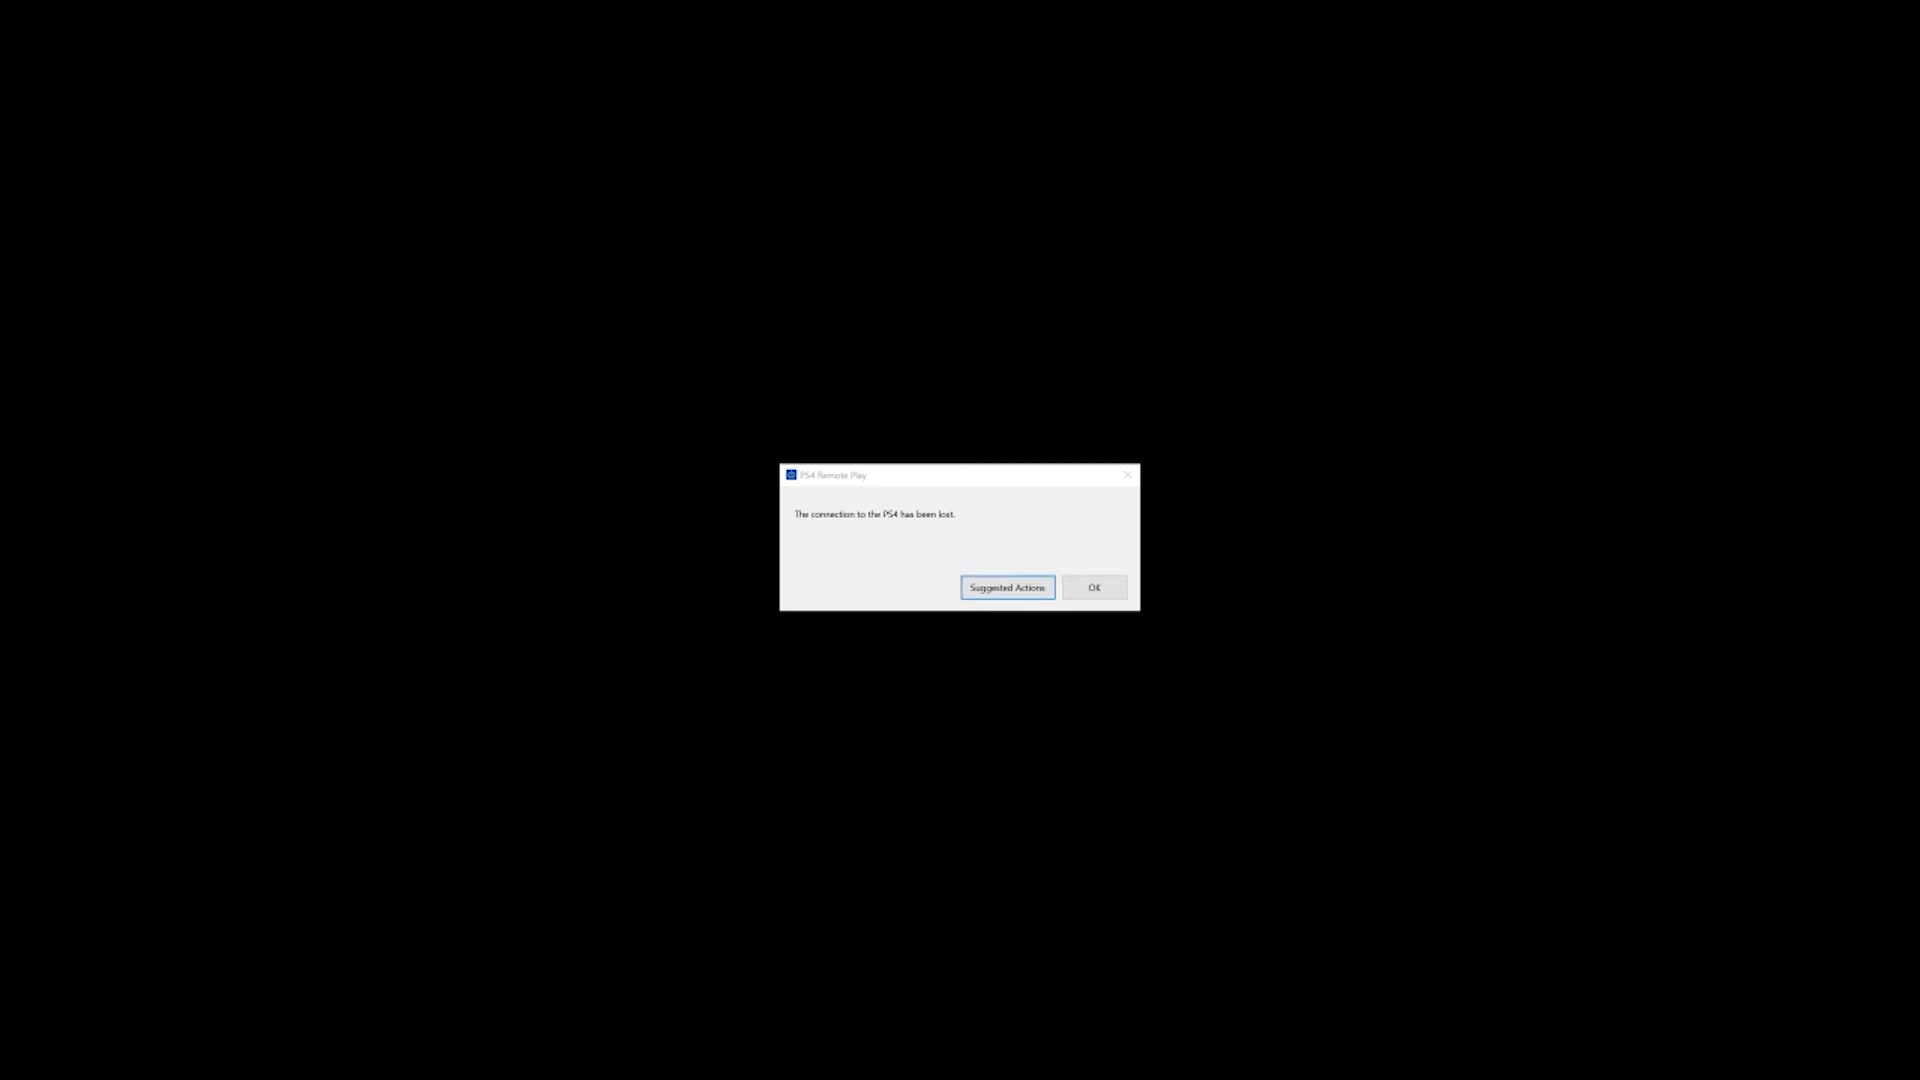 PS4 Remote Play
The connection to the PS4 has been lost.
Suggested Actions
OK